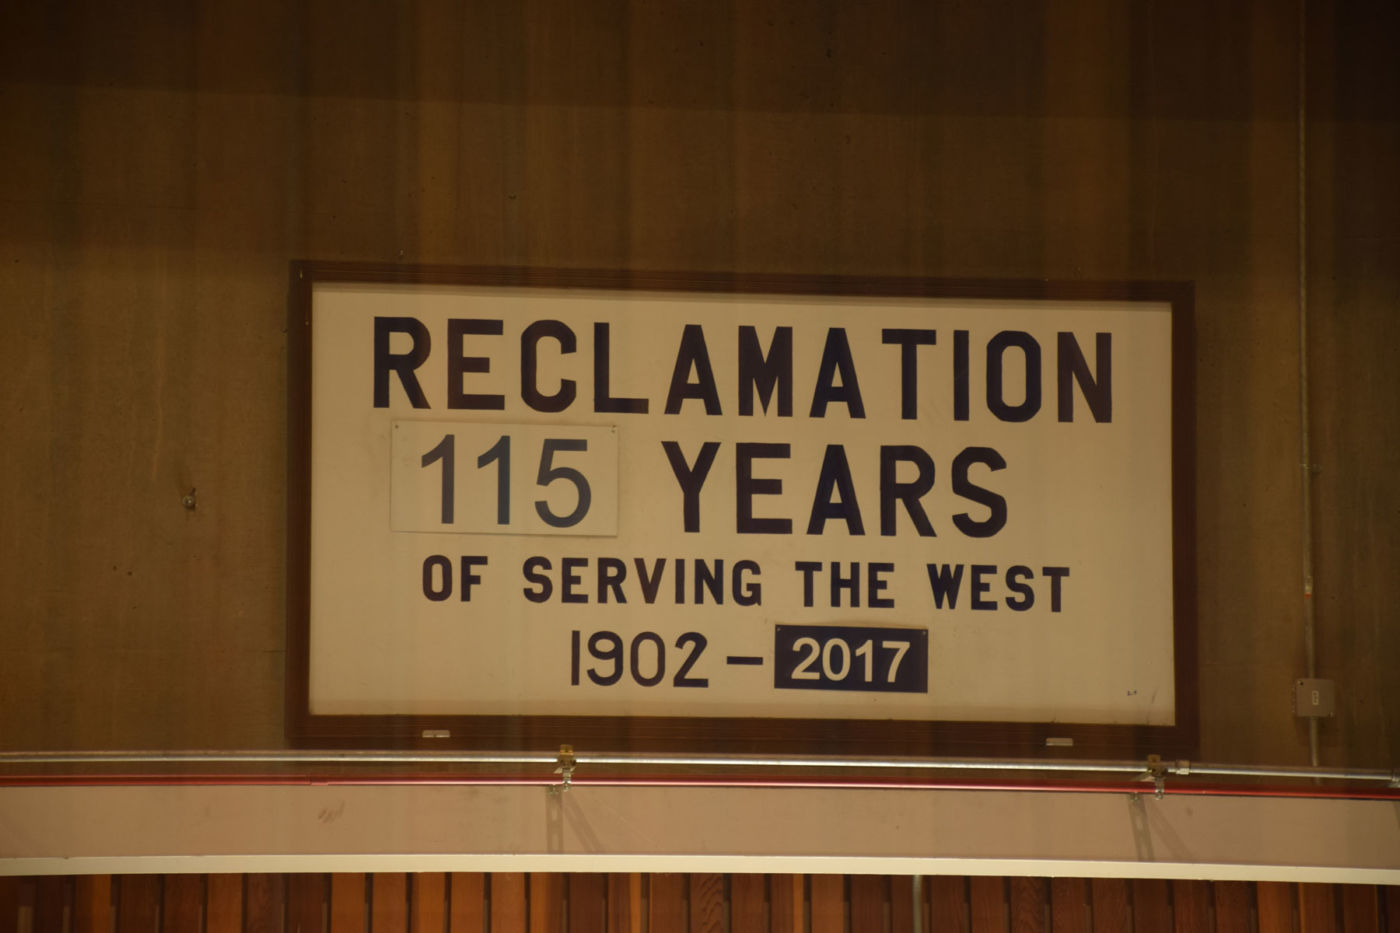 RECLAMATION
115 YEARS
OF SERVING THE WEST
1902 – 2017